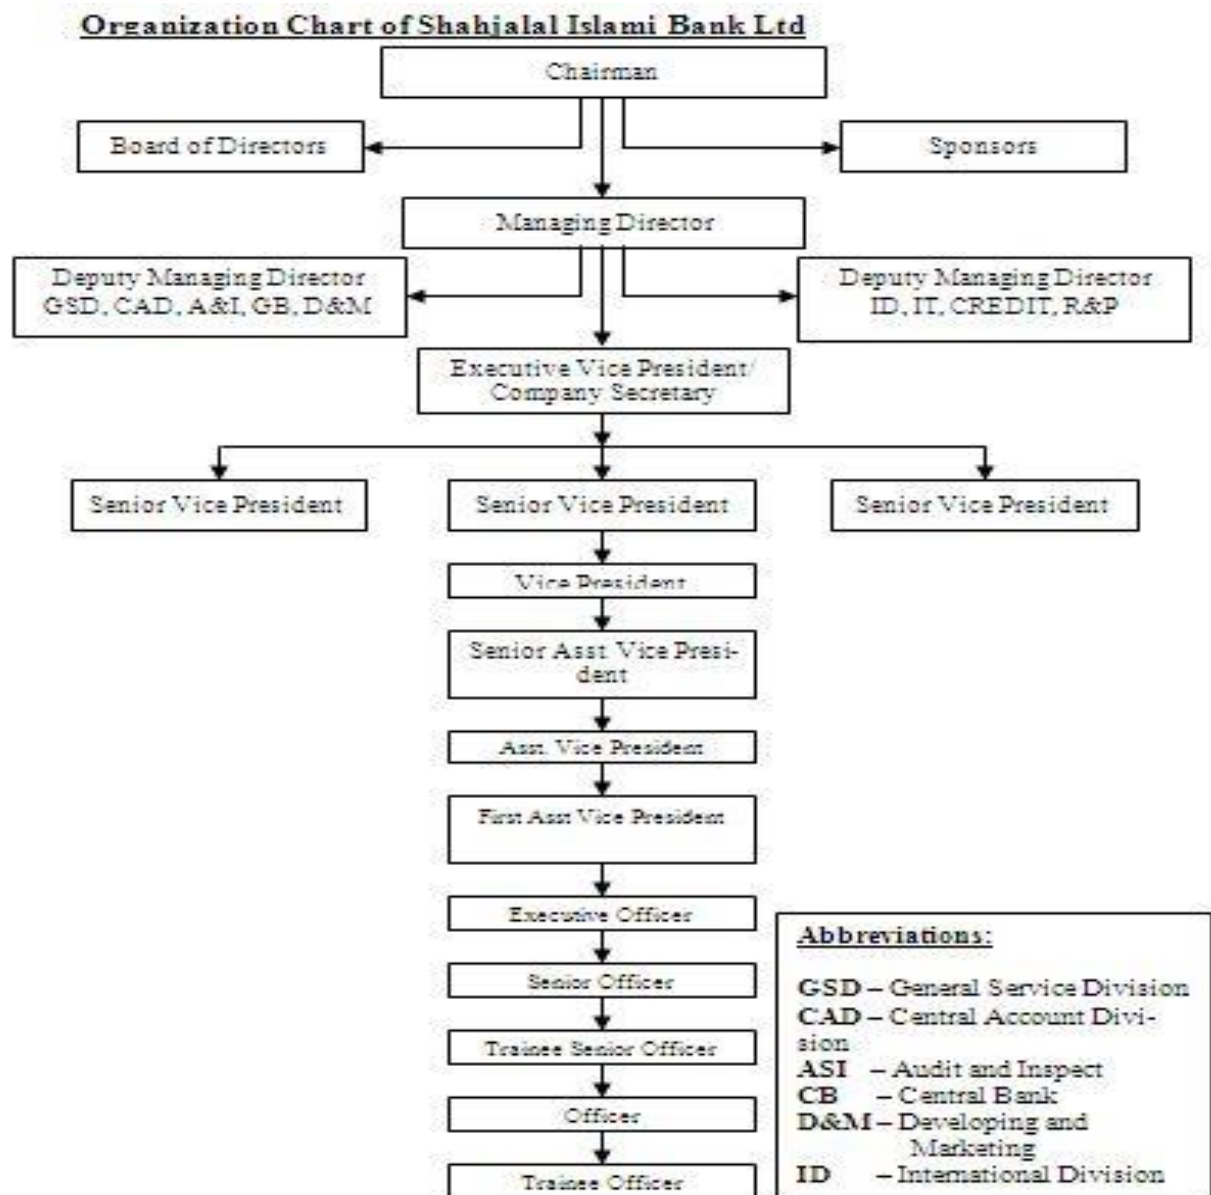 Organization Chart of Shahjalal Islami Bank Ltd
Chairman
Board of Directors
Sponsors
Managing Director
Deputy Managing Director
GSD, CAD, A&I, GB, D&M
Deputy Managing Director
ID, IT, CREDIT, R&P
Executive Vice President/
Company Secretary
Senior Vice President
Senior Vice President
Senior Vice President
Vice President
Senior Asst. Vice Presi-
dent
Asst. Vice President
First Asst Vice President
Executive Officer
Senior Officer
Trainee Senior Officer
Officer
Trainee Officer
Abbreviations:
GSD – General Service Division
CAD – Central Account Divi-
sion
ASI – Audit and Inspect
CB – Central Bank
D&M – Developing and
Marketing
ID – International Division